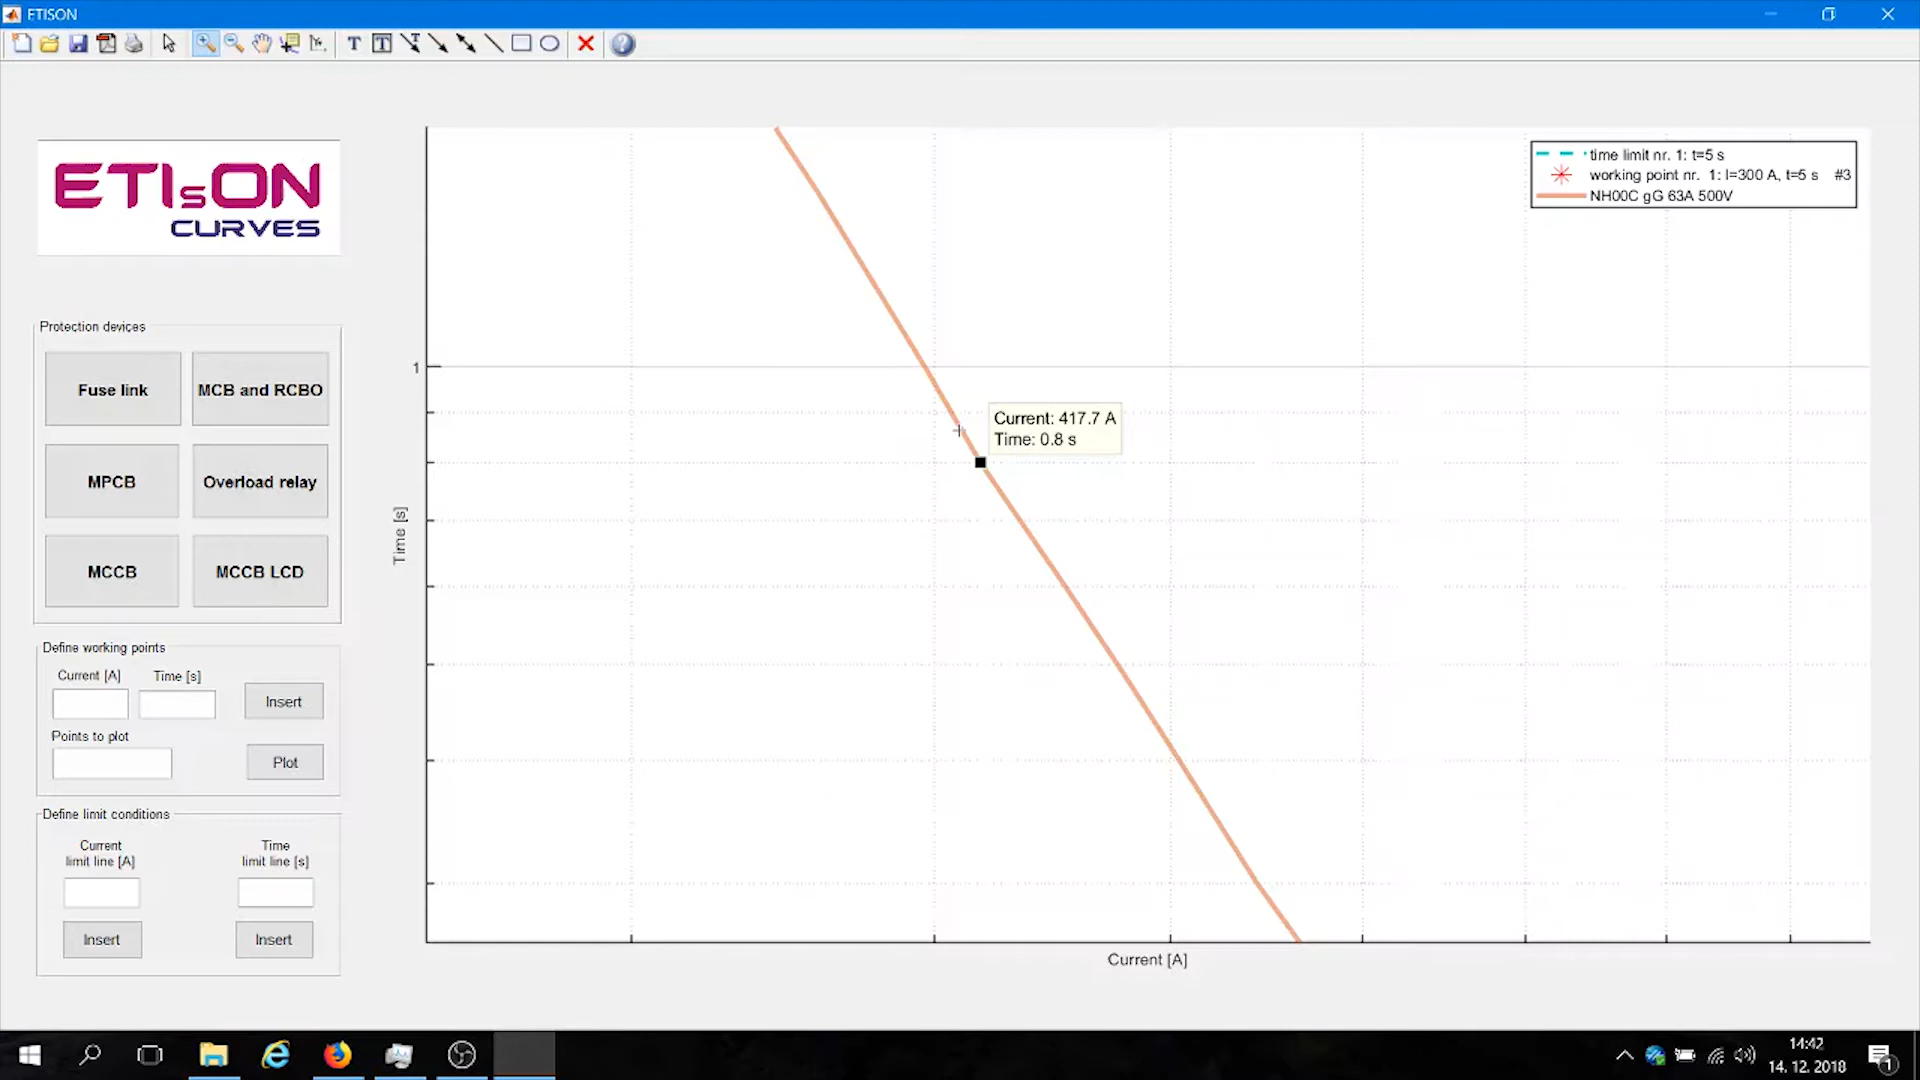 ETISON
T T
ETIsON
CURVES
Protection devices
Fuse link
MCB and RCBO
MPCB
Overload relay
MCCB
MCCB LCD
Define working points
Current [A]
Time [s]
Insert
Points to plot
Plot
Define limit conditions
Current
limit line [A]
Time
limit line [s]
Insert
Insert
time limit nr. 1: t=5 s
working point nr. 1: I=300 A, t=5 s #3
NH00C gG 63A 500V
1
Current: 417.7 A
Time: 0.8 s
Time [s]
Current [A]
14:42
14. 12. 2018
1